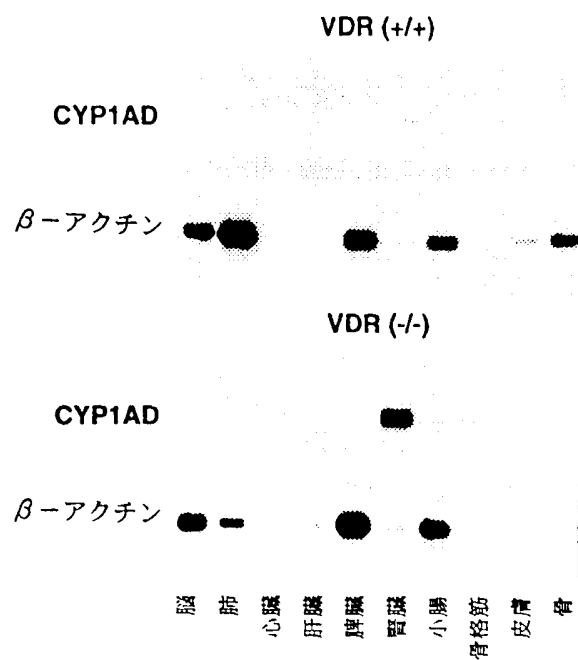 VDR (+/+)
CYP1AD
β－アクチン
VDR (-/-)
CYP1AD
β－アクチン
脳
肺
心臓
肝臓
脾臓
腎臓
小腸
骨格筋
皮膚
骨